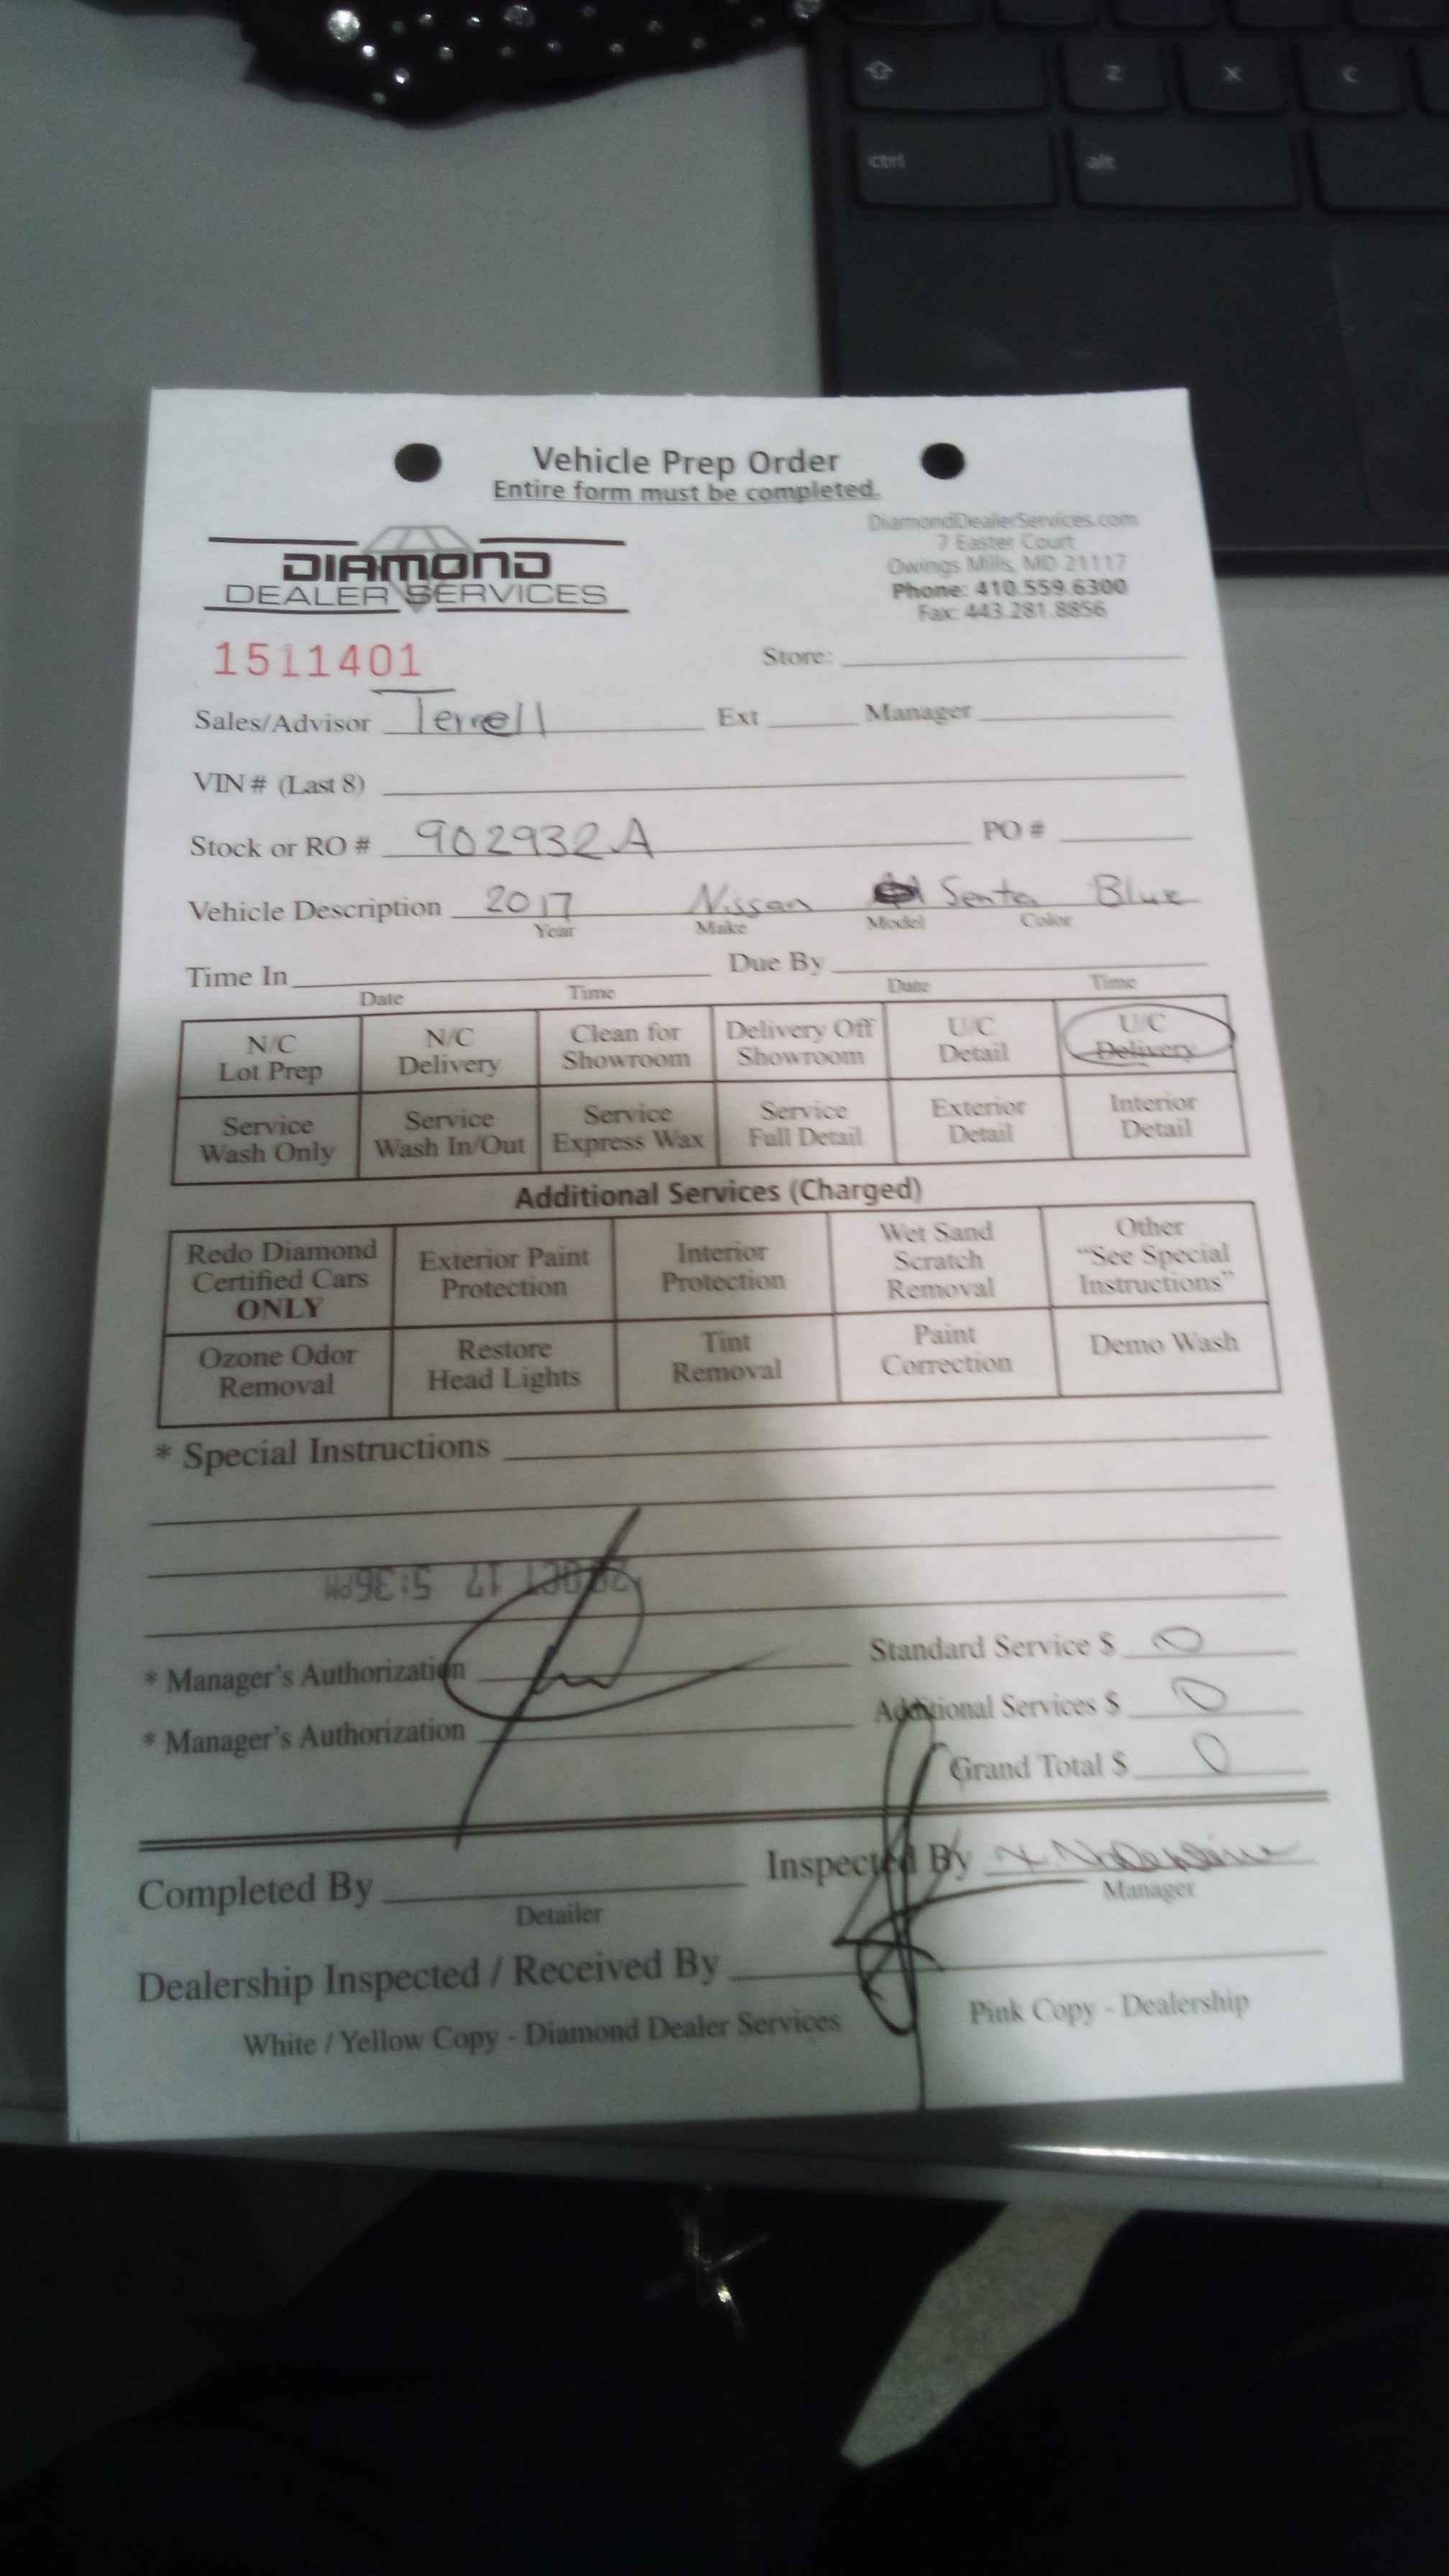 Z X C
ctrl alt
Vehicle Prep Order
Entire form must be completed.
DIAMOND
DEALER SERVICES
DiamondDealerServices.com
7 Easter Court
Owings Mills, MD 21117
Phone: 410.559.6300
Fax: 443.281.8856
1511401
Store:
Sales/Advisor Terrell Ext Manager
VIN # (Last 8)
Stock or RO # 902932A PO #
Vehicle Description 2017 Nissan Senta Blue
Year Make Model Color
Time In Due By
Date Time Date Time
N/C Lot Prep N/C Delivery Clean for Showroom Delivery Off Showroom U/C Detail U/C Delivery
Service Wash Only Service Wash In/Out Service Express Wax Service Full Detail Exterior Detail Interior Detail
Additional Services (Charged)
Redo Diamond Certified Cars ONLY Exterior Paint Protection Interior Protection Wet Sand Scratch Removal Other "See Special Instructions"
Ozone Odor Removal Restore Head Lights Tint Removal Paint Correction Demo Wash
* Special Instructions
OCT 17 5:36PM
* Manager's Authorization Standard Service $ 0
* Manager's Authorization Additional Services $ 0
Grand Total $ 0
Completed By Inspected By
Detailer Manager
Dealership Inspected / Received By
White / Yellow Copy - Diamond Dealer Services Pink Copy - Dealership